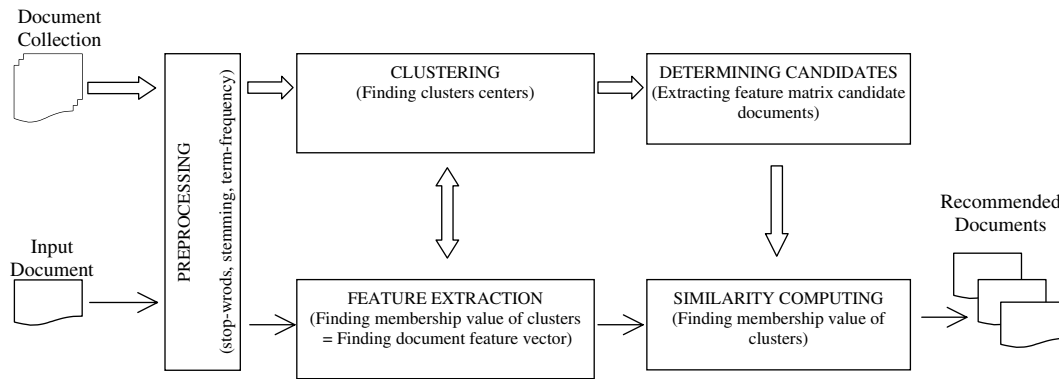 Document
Collection
PREPROCESSING
(stop-wrods, stemming, term-frequency)
CLUSTERING
(Finding clusters centers)
DETERMINING CANDIDATES
(Extracting feature matrix candidate
documents)
Input
Document
FEATURE EXTRACTION
(Finding membership value of clusters
= Finding document feature vector)
SIMILARITY COMPUTING
(Finding membership value of
clusters)
Recommended
Documents